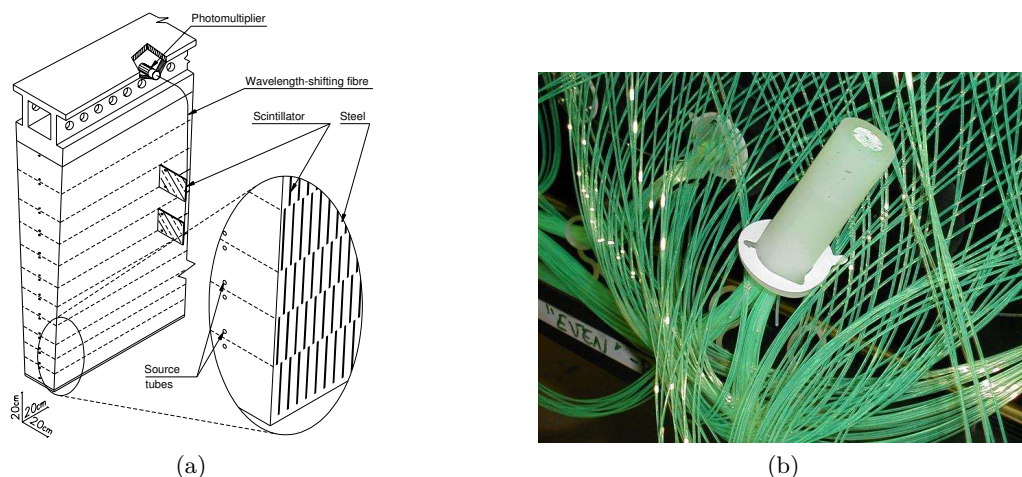 Photomultiplier
Wavelength-shifting fibre
Scintillator Steel
Source
tubes
20cm
20cm
20cm
"EVEN"
(a)
(b)